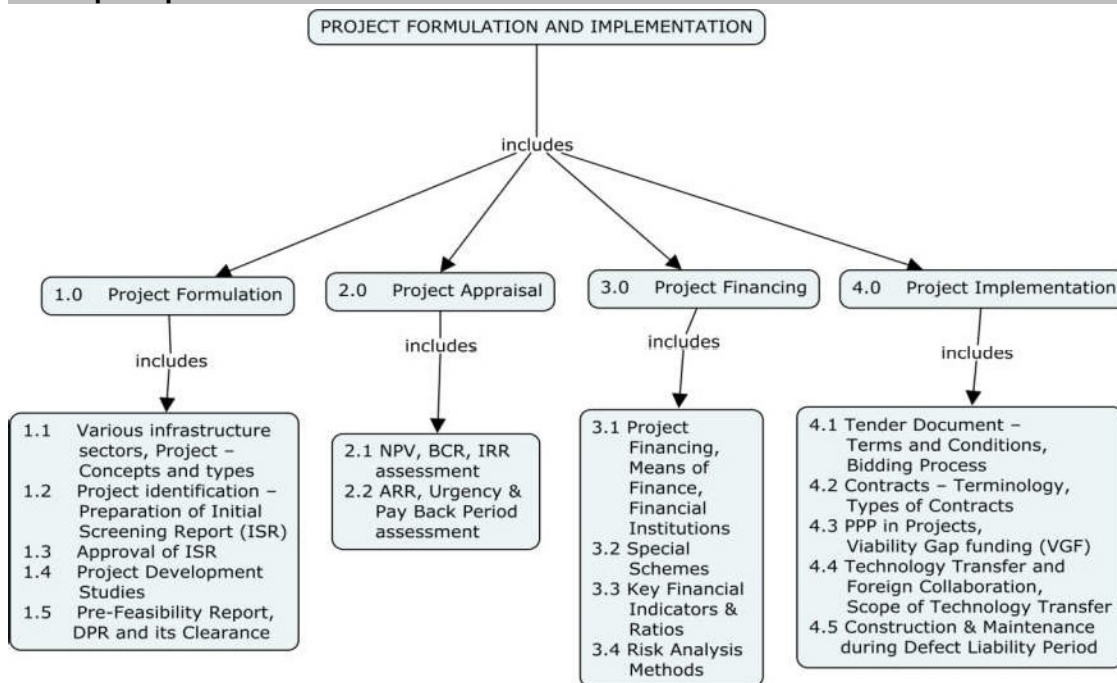 PROJECT FORMULATION AND IMPLEMENTATION
includes
1.0 Project Formulation
2.0 Project Appraisal
3.0 Project Financing
4.0 Project Implementation
includes
includes
includes
includes
1.1 Various infrastructure
sectors, Project –
Concepts and types
1.2 Project identification –
Preparation of Initial
Screening Report (ISR)
1.3 Approval of ISR
1.4 Project Development
Studies
1.5 Pre-Feasibility Report,
DPR and its Clearance
2.1 NPV, BCR, IRR
assessment
2.2 ARR, Urgency &
Pay Back Period
assessment
3.1 Project
Financing,
Means of
Finance,
Financial
Institutions
3.2 Special
Schemes
3.3 Key Financial
Indicators &
Ratios
3.4 Risk Analysis
Methods
4.1 Tender Document –
Terms and Conditions,
Bidding Process
4.2 Contracts – Terminology,
Types of Contracts
4.3 PPP in Projects,
Viability Gap funding (VGF)
4.4 Technology Transfer and
Foreign Collaboration,
Scope of Technology Transfer
4.5 Construction & Maintenance
during Defect Liability Period